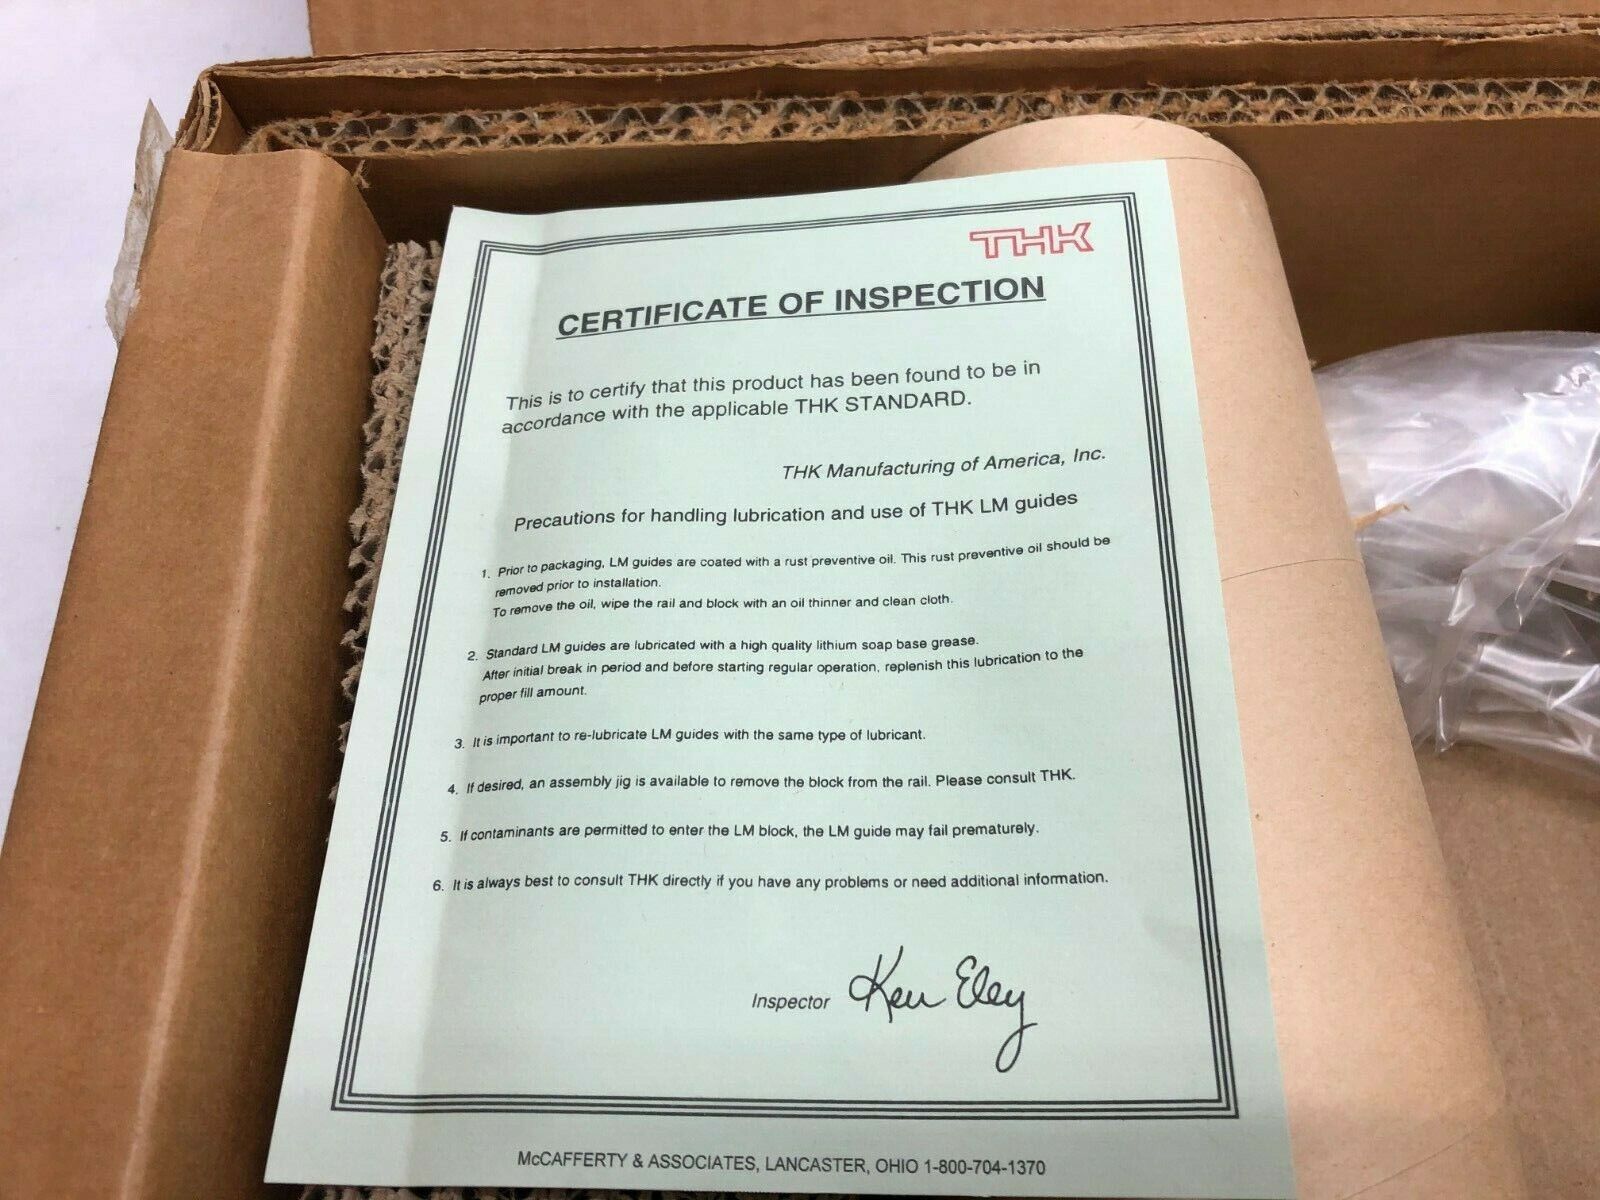 THK
CERTIFICATE OF INSPECTION
This is to certify that this product has been found to be in
accordance with the applicable THK STANDARD.
THK Manufacturing of America, Inc.
Precautions for handling lubrication and use of THK LM guides
1. Prior to packaging, LM guides are coated with a rust preventive oil. This rust preventive oil should be
removed prior to installation.
To remove the oil, wipe the rail and block with an oil thinner and clean cloth.
2. Standard LM guides are lubricated with a high quality lithium soap base grease.
After initial break in period and before starting regular operation, replenish this lubrication to the
proper fill amount.
3. It is important to re-lubricate LM guides with the same type of lubricant.
4. If desired, an assembly jig is available to remove the block from the rail. Please consult THK.
5. If contaminants are permitted to enter the LM block, the LM guide may fail prematurely.
6. It is always best to consult THK directly if you have any problems or need additional information.
Inspector Ken Eley
McCAFFERTY & ASSOCIATES, LANCASTER, OHIO 1-800-704-1370